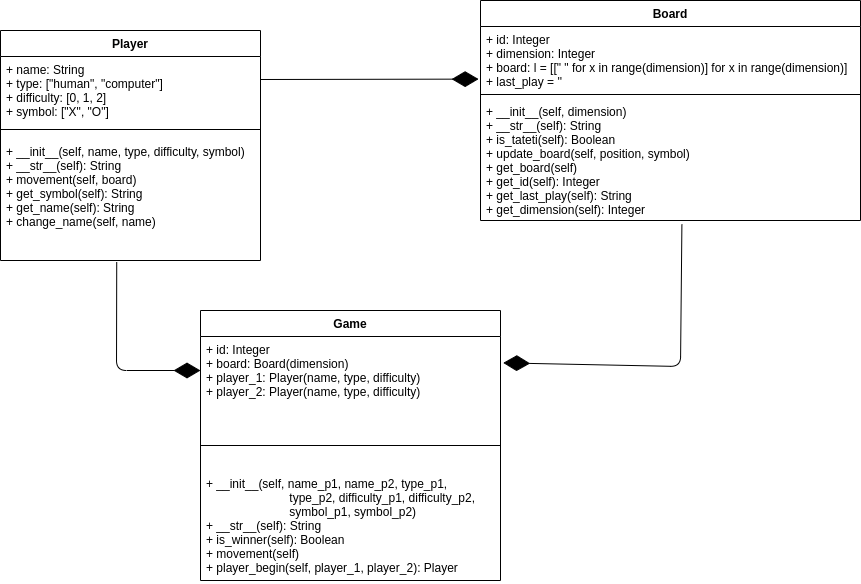 Player
+ name: String
+ type: ["human", "computer"]
+ difficulty: [0, 1, 2]
+ symbol: ["X", "O"]
+ __init__(self, name, type, difficulty, symbol)
+ __str__(self): String
+ movement(self, board)
+ get_symbol(self): String
+ get_name(self): String
+ change_name(self, name)
Board
+ id: Integer
+ dimension: Integer
+ board: l = [[" " for x in range(dimension)] for x in range(dimension)]
+ last_play = ''
+ __init__(self, dimension)
+ __str__(self): String
+ is_tateti(self): Boolean
+ update_board(self, position, symbol)
+ get_board(self)
+ get_id(self): Integer
+ get_last_play(self): String
+ get_dimension(self): Integer
Game
+ id: Integer
+ board: Board(dimension)
+ player_1: Player(name, type, difficulty)
+ player_2: Player(name, type, difficulty)
+ __init__(self, name_p1, name_p2, type_p1,
type_p2, difficulty_p1, difficulty_p2,
symbol_p1, symbol_p2)
+ __str__(self): String
+ is_winner(self): Boolean
+ movement(self)
+ player_begin(self, player_1, player_2): Player